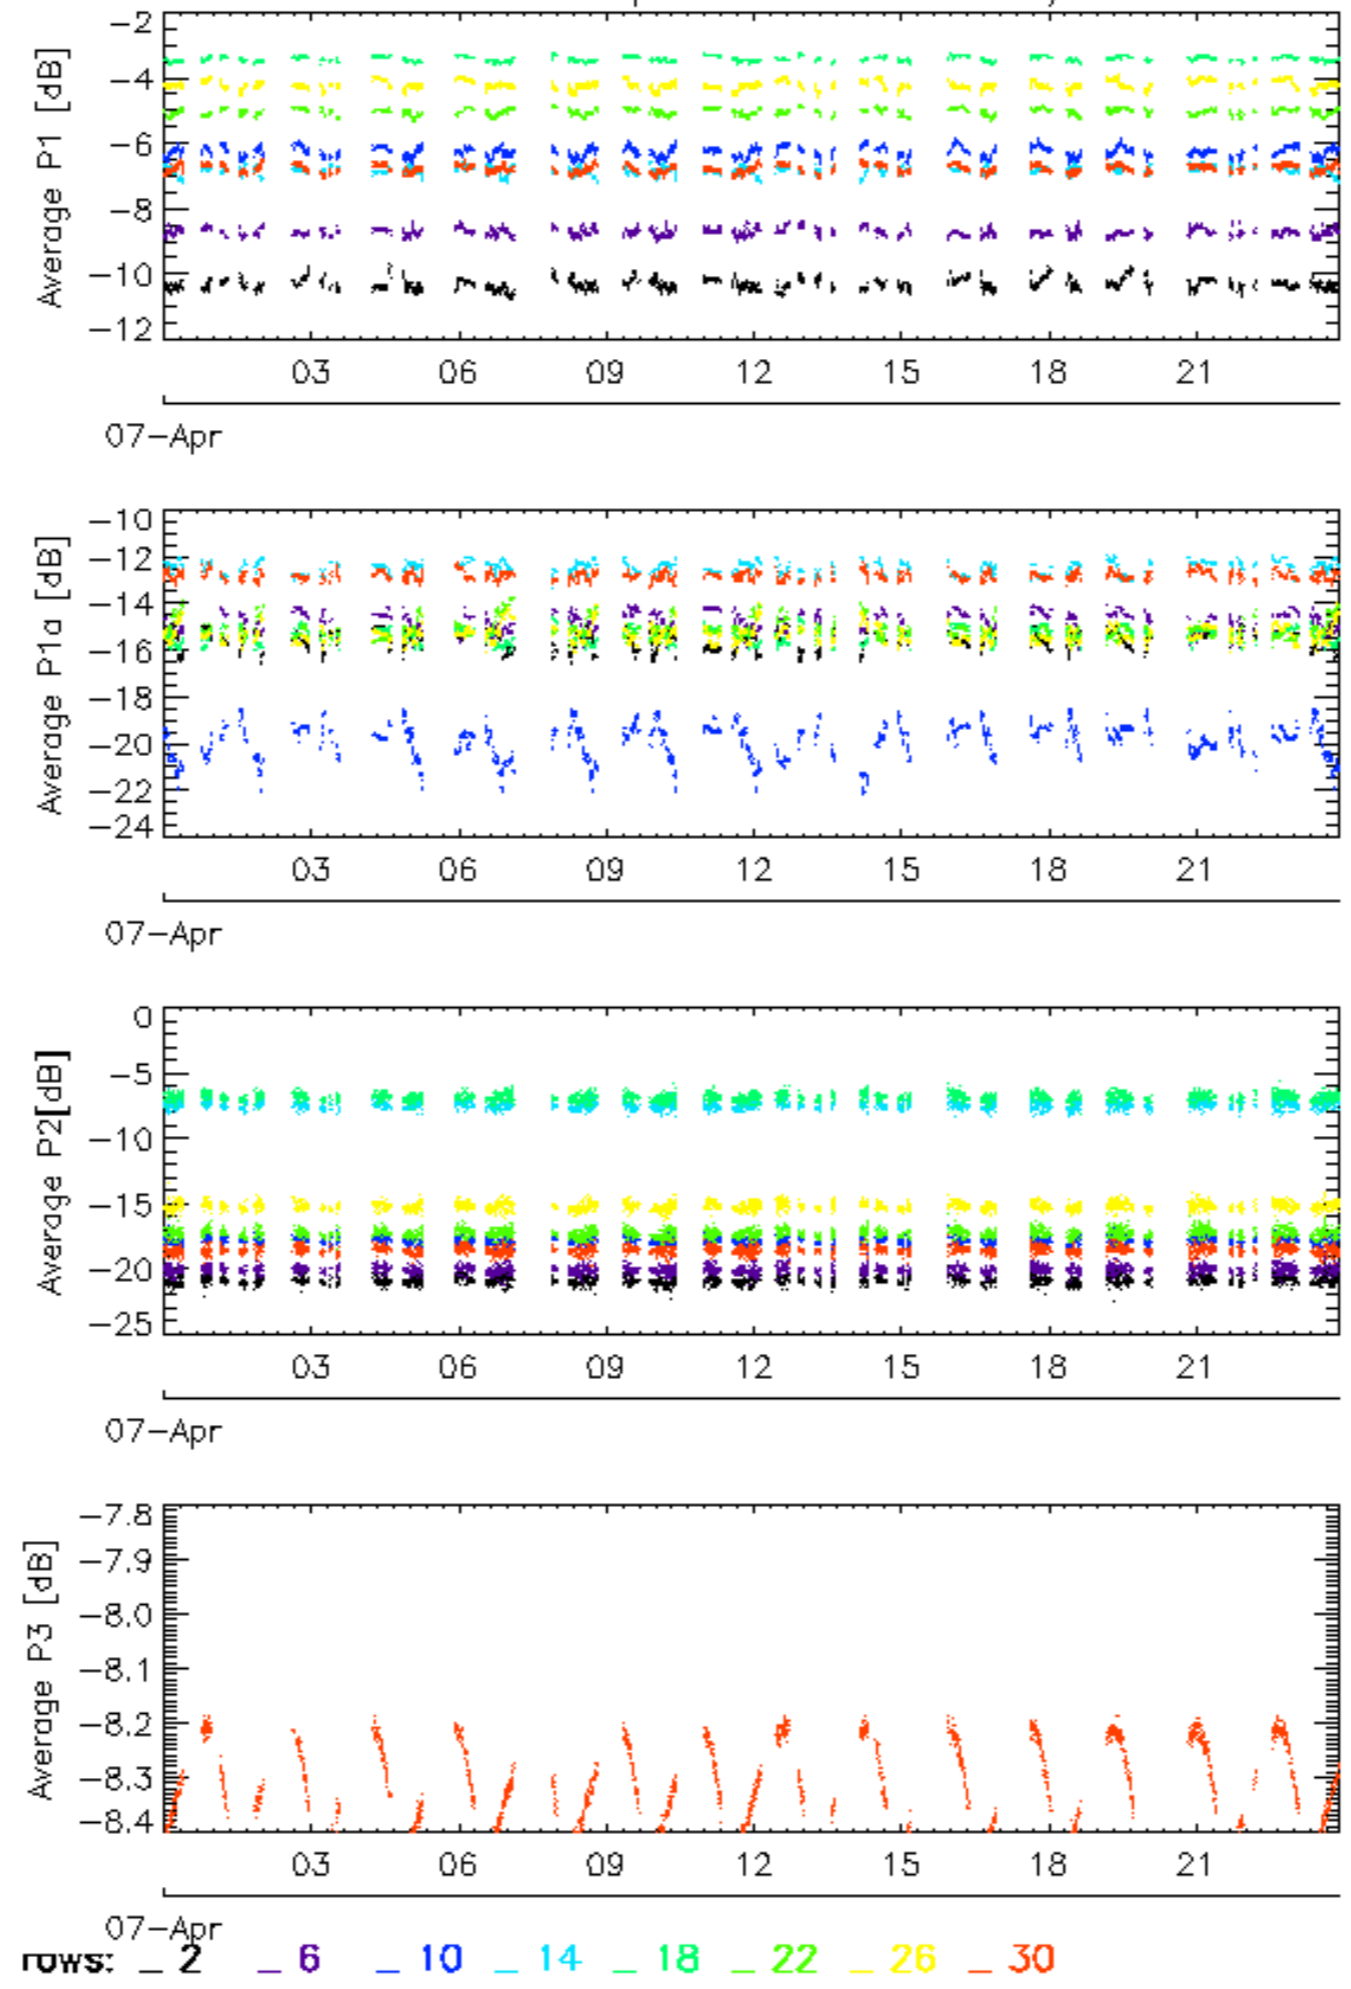 -2
-4
-6
-8
-10
-12
Average P1 [dB]
03 06 09 12 15 18 21
07-Apr
-10
-12
-14
-16
-18
-20
-22
-24
Average P1a [dB]
03 06 09 12 15 18 21
07-Apr
0
-5
-10
-15
-20
-25
Average P2[dB]
03 06 09 12 15 18 21
07-Apr
-7.8
-7.9
-8.0
-8.1
-8.2
-8.3
-8.4
Average P3 [dB]
03 06 09 12 15 18 21
07-Apr
rows: _ 2 _ 6 _ 10 _ 14 _ 18 _ 22 _ 26 _ 30